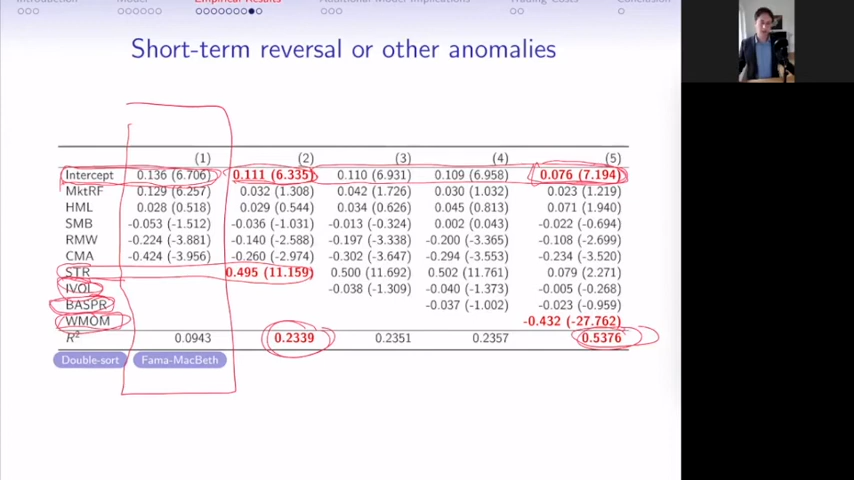 Introduction Model Empirical Results Additional Model Implications Trading Costs Conclusion
Short-term reversal or other anomalies
(1) (2) (3) (4) (5)
Intercept 0.136 (6.706) 0.111 (6.335) 0.110 (6.931) 0.109 (6.958) 0.076 (7.194)
MktRF 0.129 (6.257) 0.032 (1.308) 0.042 (1.726) 0.030 (1.032) 0.023 (1.219)
HML 0.028 (0.518) 0.029 (0.544) 0.034 (0.626) 0.045 (0.813) 0.071 (1.940)
SMB -0.053 (-1.512) -0.036 (-1.031) -0.013 (-0.324) 0.002 (0.043) -0.022 (-0.694)
RMW -0.224 (-3.881) -0.140 (-2.588) -0.197 (-3.338) -0.200 (-3.365) -0.108 (-2.699)
CMA -0.424 (-3.956) -0.260 (-2.974) -0.302 (-3.647) -0.294 (-3.553) -0.234 (-3.520)
STR 0.495 (11.159) 0.500 (11.692) 0.502 (11.761) 0.079 (2.271)
IVOL -0.038 (-1.309) -0.040 (-1.373) -0.005 (-0.268)
BASPR -0.037 (-1.002) -0.023 (-0.959)
WMOM -0.432 (-27.762)
R² 0.0943 0.2339 0.2351 0.2357 0.5376
Double-sort Fama-MacBeth